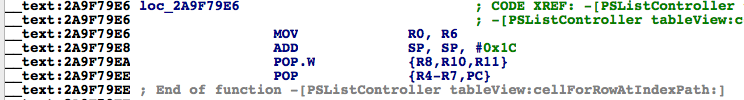 __text:2A9F79E6 loc_2A9F79E6 ; CODE XREF: -[PSListController
__text:2A9F79E6 ; -[PSListController tableView:c
__text:2A9F79E6 MOV R0, R6
__text:2A9F79E8 ADD SP, SP, #0x1C
__text:2A9F79EA POP.W {R8,R10,R11}
__text:2A9F79EE POP {R4-R7,PC}
__text:2A9F79EE ; End of function -[PSListController tableView:cellForRowAtIndexPath:]